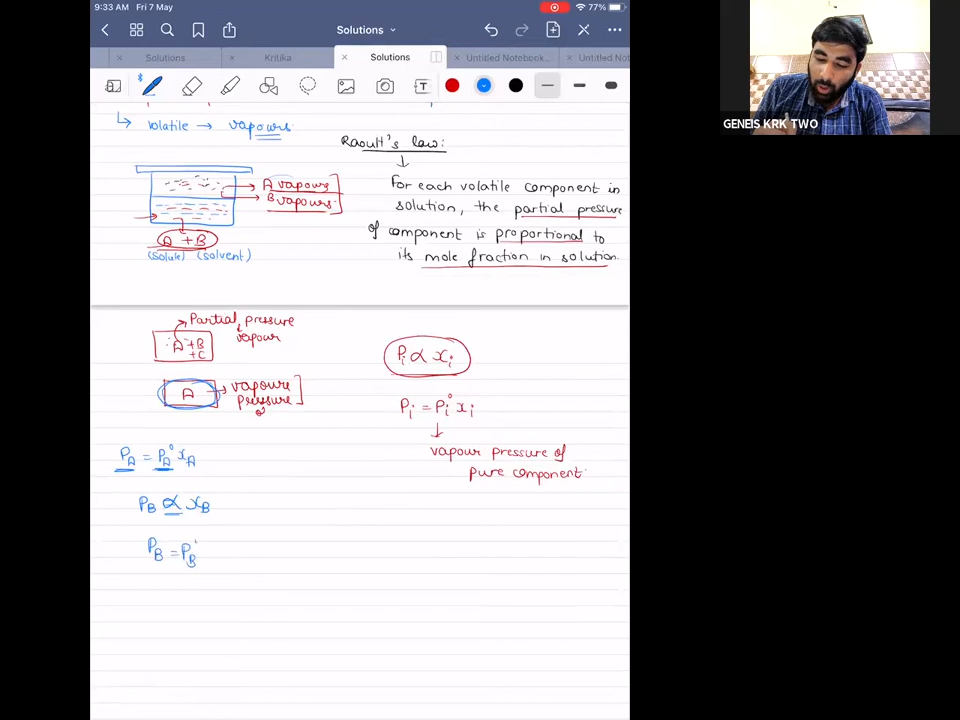 9:33 AM Fri 7 May
77%
Solutions
Solutions
Kritika
Solutions
Untitled Notebook...
Untitled Not
GENEIS KRK TWO
↳ volatile → vapours
Raoult's law:
A vapours
B vapours
A + B
(solute) (solvent)
For each volatile component in
solution, the partial pressure
of component is proportional to
its mole fraction in solution.
Partial pressure
vapour
A + B
+ C
A → vapoure
pressure
Pi ∝ xi
Pi = Pi° xi
vapour pressure of
pure component
PA = PA° xA
PB ∝ xB
PB = PB